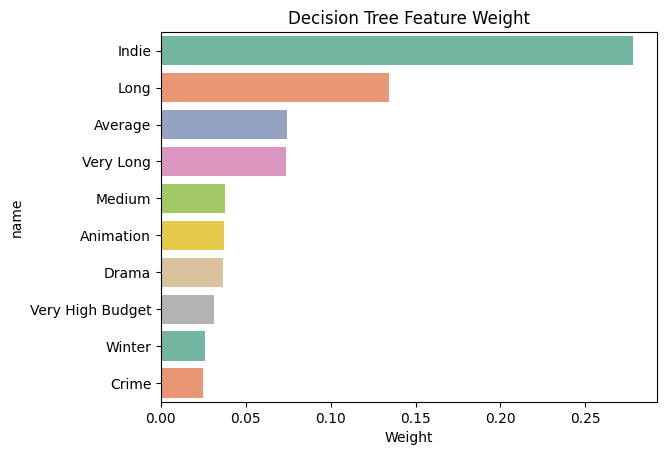 Decision Tree Feature Weight
Indie
Long
Average
Very Long
Medium
Animation
Drama
Very High Budget
Winter
Crime
name
0.00 0.05 0.10 0.15 0.20 0.25
Weight